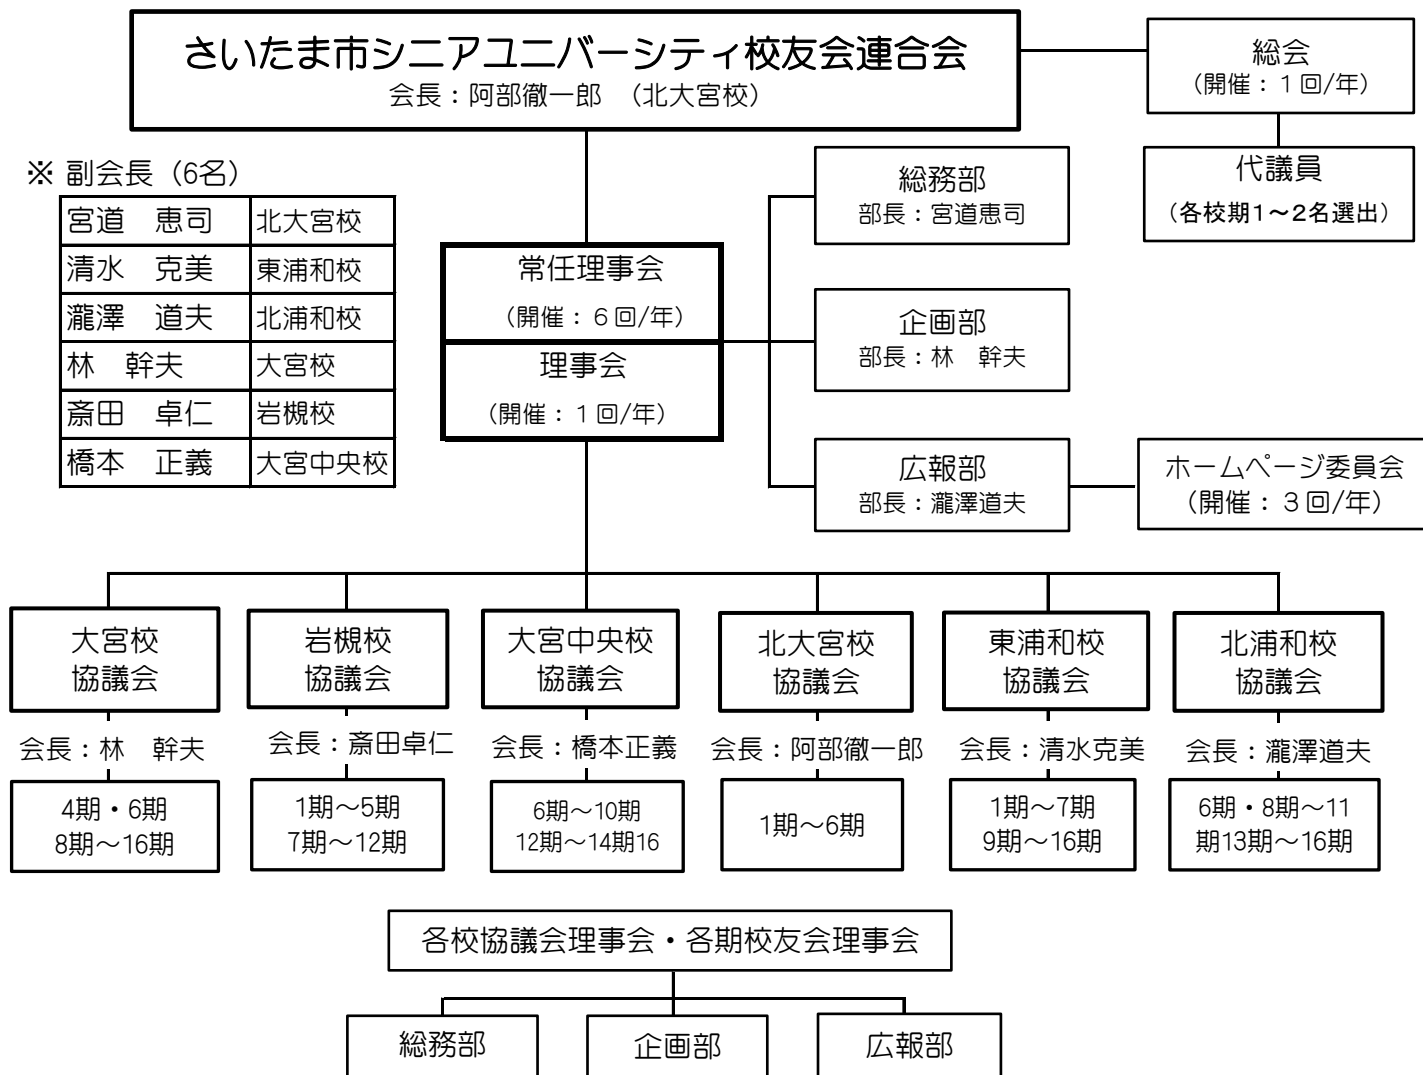 さいたま市シニアユニバーシティ校友会連合会
会長：阿部徹一郎　（北大宮校）
総会
（開催：１回/年）
代議員
（各校期1～2名選出）
※ 副会長（6名）
宮道　恵司 北大宮校
清水　克美 東浦和校
瀧澤　道夫 北浦和校
林　幹夫 大宮校
斎田　卓仁 岩槻校
橋本　正義 大宮中央校
常任理事会
（開催：６回/年）
理事会
（開催：１回/年）
総務部
部長：宮道恵司
企画部
部長：林　幹夫
広報部
部長：瀧澤道夫
ホームページ委員会
（開催：３回/年）
大宮校
協議会
会長：林　幹夫
4期・6期
8期～16期
岩槻校
協議会
会長：斎田卓仁
1期～5期
7期～12期
大宮中央校
協議会
会長：橋本正義
6期～10期
12期～14期16
北大宮校
協議会
会長：阿部徹一郎
1期～6期
東浦和校
協議会
会長：清水克美
1期～7期
9期～16期
北浦和校
協議会
会長：瀧澤道夫
6期・8期～11
期13期～16期
各校協議会理事会・各期校友会理事会
総務部
企画部
広報部